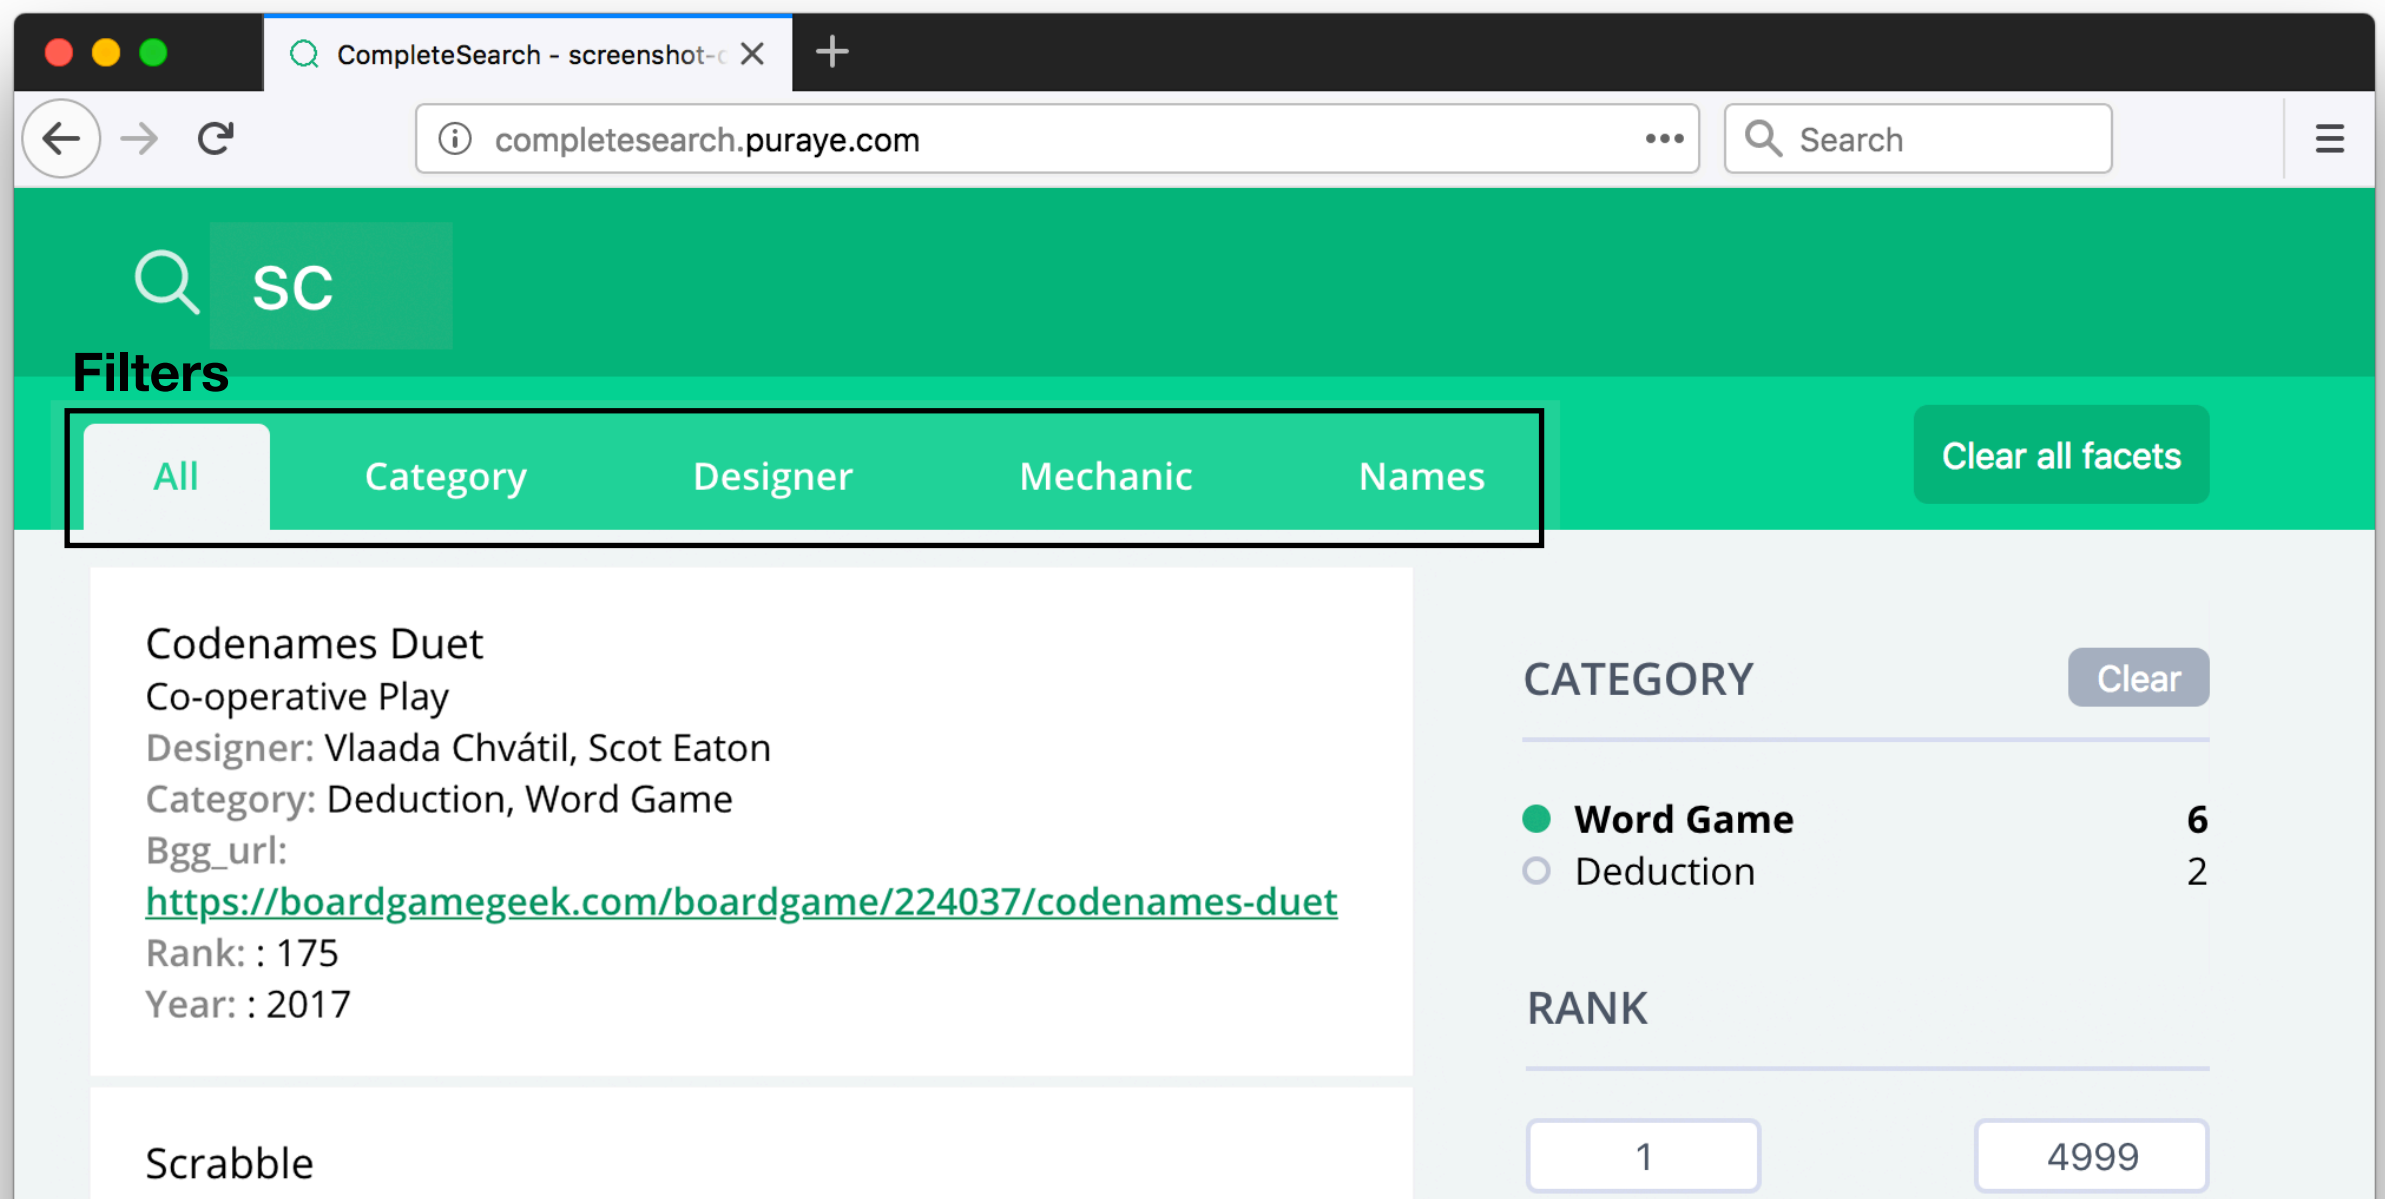 CompleteSearch - screenshot-
completesearch.puraye.com
Search
sc
Filters
All
Category
Designer
Mechanic
Names
Clear all facets
Codenames Duet
Co-operative Play
Designer: Vlaada Chvátil, Scot Eaton
Category: Deduction, Word Game
Bgg_url:
https://boardgamegeek.com/boardgame/224037/codenames-duet
Rank: : 175
Year: : 2017
Scrabble
CATEGORY
Clear
Word Game 6
Deduction 2
RANK
1
4999